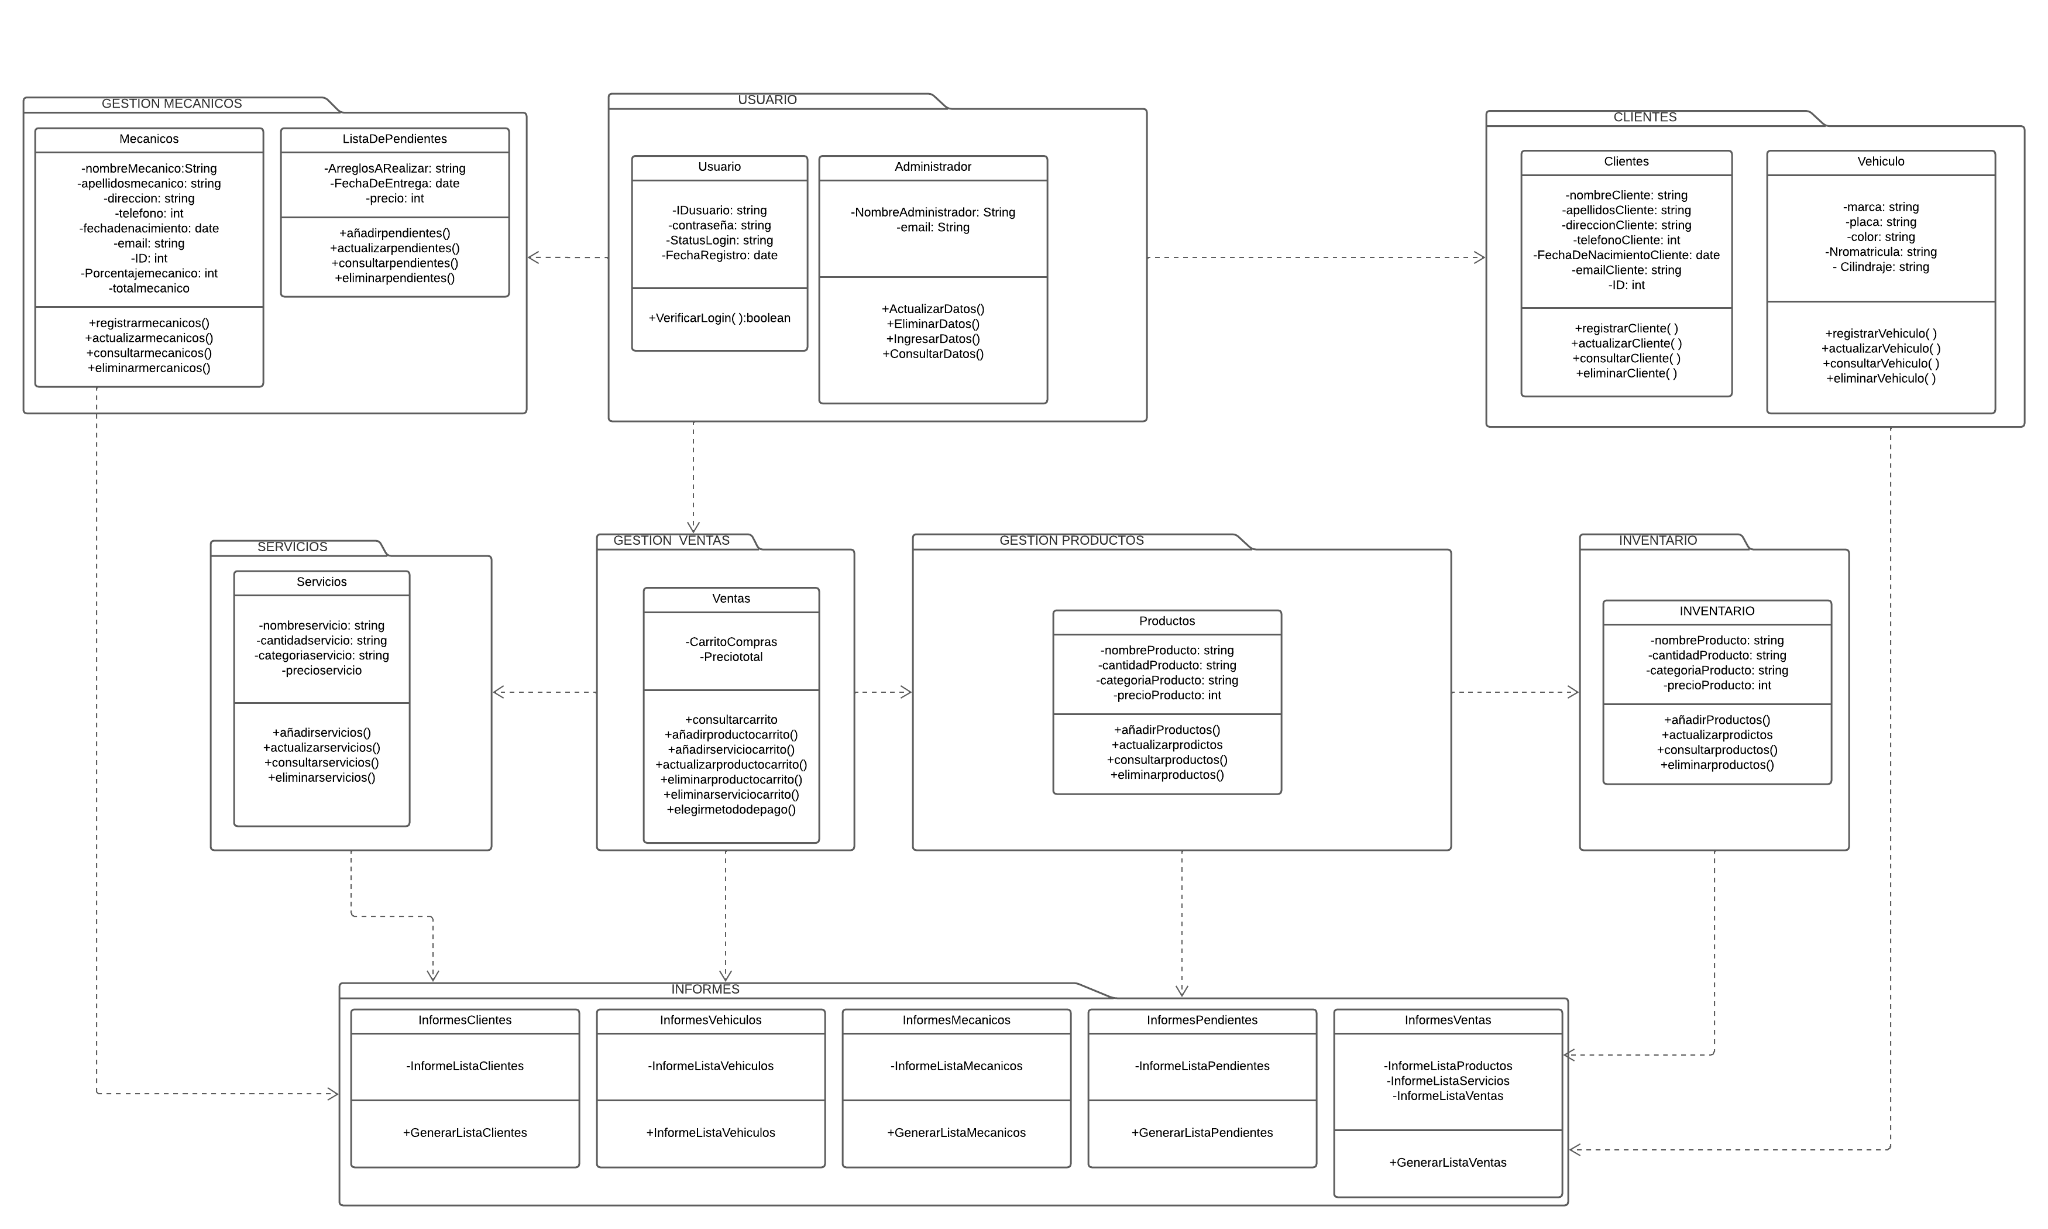 GESTION MECANICOS
Mecanicos
-nombreMecanico:String
-apellidosmecanico: string
-direccion: string
-telefono: int
-fechadenacimiento: date
-email: string
-ID: int
-Porcentajemecanico: int
-totalmecanico
+registrarmecanicos()
+actualizarmecanicos()
+consultarmecanicos()
+eliminarmercanicos()
ListaDePendientes
-ArreglosARealizar: string
-FechaDeEntrega: date
-precio: int
+añadirpendientes()
+actualizarpendientes()
+consultarpendientes()
+eliminarpendientes()
USUARIO
Usuario
-IDusuario: string
-contraseña: string
-StatusLogin: string
-FechaRegistro: date
+VerificarLogin( ):boolean
Administrador
-NombreAdministrador: String
-email: String
+ActualizarDatos()
+EliminarDatos()
+IngresarDatos()
+ConsultarDatos()
CLIENTES
Clientes
-nombreCliente: string
-apellidosCliente: string
-direccionCliente: string
-telefonoCliente: int
-FechaDeNacimientoCliente: date
-emailCliente: string
-ID: int
+registrarCliente( )
+actualizarCliente( )
+consultarCliente( )
+eliminarCliente( )
Vehiculo
-marca: string
-placa: string
-color: string
-Nromatricula: string
- Cilindraje: string
+registrarVehiculo( )
+actualizarVehiculo( )
+consultarVehiculo( )
+eliminarVehiculo( )
SERVICIOS
Servicios
-nombreservicio: string
-cantidadservicio: string
-categoriaservicio: string
-precioservicio
+añadirservicios()
+actualizarservicios()
+consultarservicios()
+eliminarservicios()
GESTION  VENTAS
Ventas
-CarritoCompras
-Preciototal
+consultarcarrito
+añadirproductocarrito()
+añadirserviciocarrito()
+actualizarproductocarrito()
+eliminarproductocarrito()
+eliminarserviciocarrito()
+elegirmetododepago()
GESTION PRODUCTOS
Productos
-nombreProducto: string
-cantidadProducto: string
-categoriaProducto: string
-precioProducto: int
+añadirProductos()
+actualizarprodictos
+consultarproductos()
+eliminarproductos()
INVENTARIO
INVENTARIO
-nombreProducto: string
-cantidadProducto: string
-categoriaProducto: string
-precioProducto: int
+añadirProductos()
+actualizarprodictos
+consultarproductos()
+eliminarproductos()
INFORMES
InformesClientes
-InformeListaClientes
+GenerarListaClientes
InformesVehiculos
-InformeListaVehiculos
+InformeListaVehiculos
InformesMecanicos
-InformeListaMecanicos
+GenerarListaMecanicos
InformesPendientes
-InformeListaPendientes
+GenerarListaPendientes
InformesVentas
-InformeListaProductos
-InformeListaServicios
-InformeListaVentas
+GenerarListaVentas